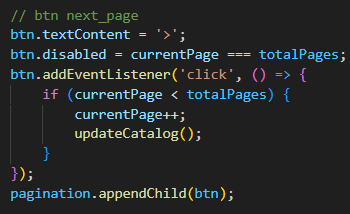 // btn next_page
btn.textContent = '>';
btn.disabled = currentPage === totalPages;
btn.addEventListener('click', () => {
    if (currentPage < totalPages) {
        currentPage++;
        updateCatalog();
    }
});
pagination.appendChild(btn);